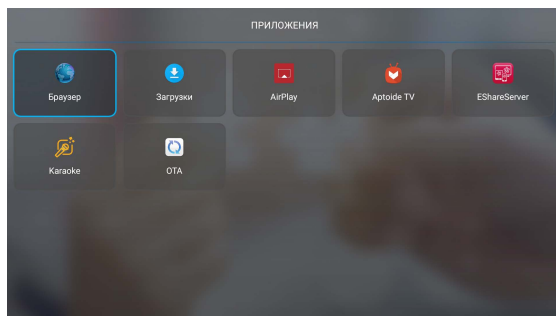 ПРИЛОЖЕНИЯ
Браузер
Загрузки
AirPlay
Aptoide TV
EShareServer
Karaoke
OTA